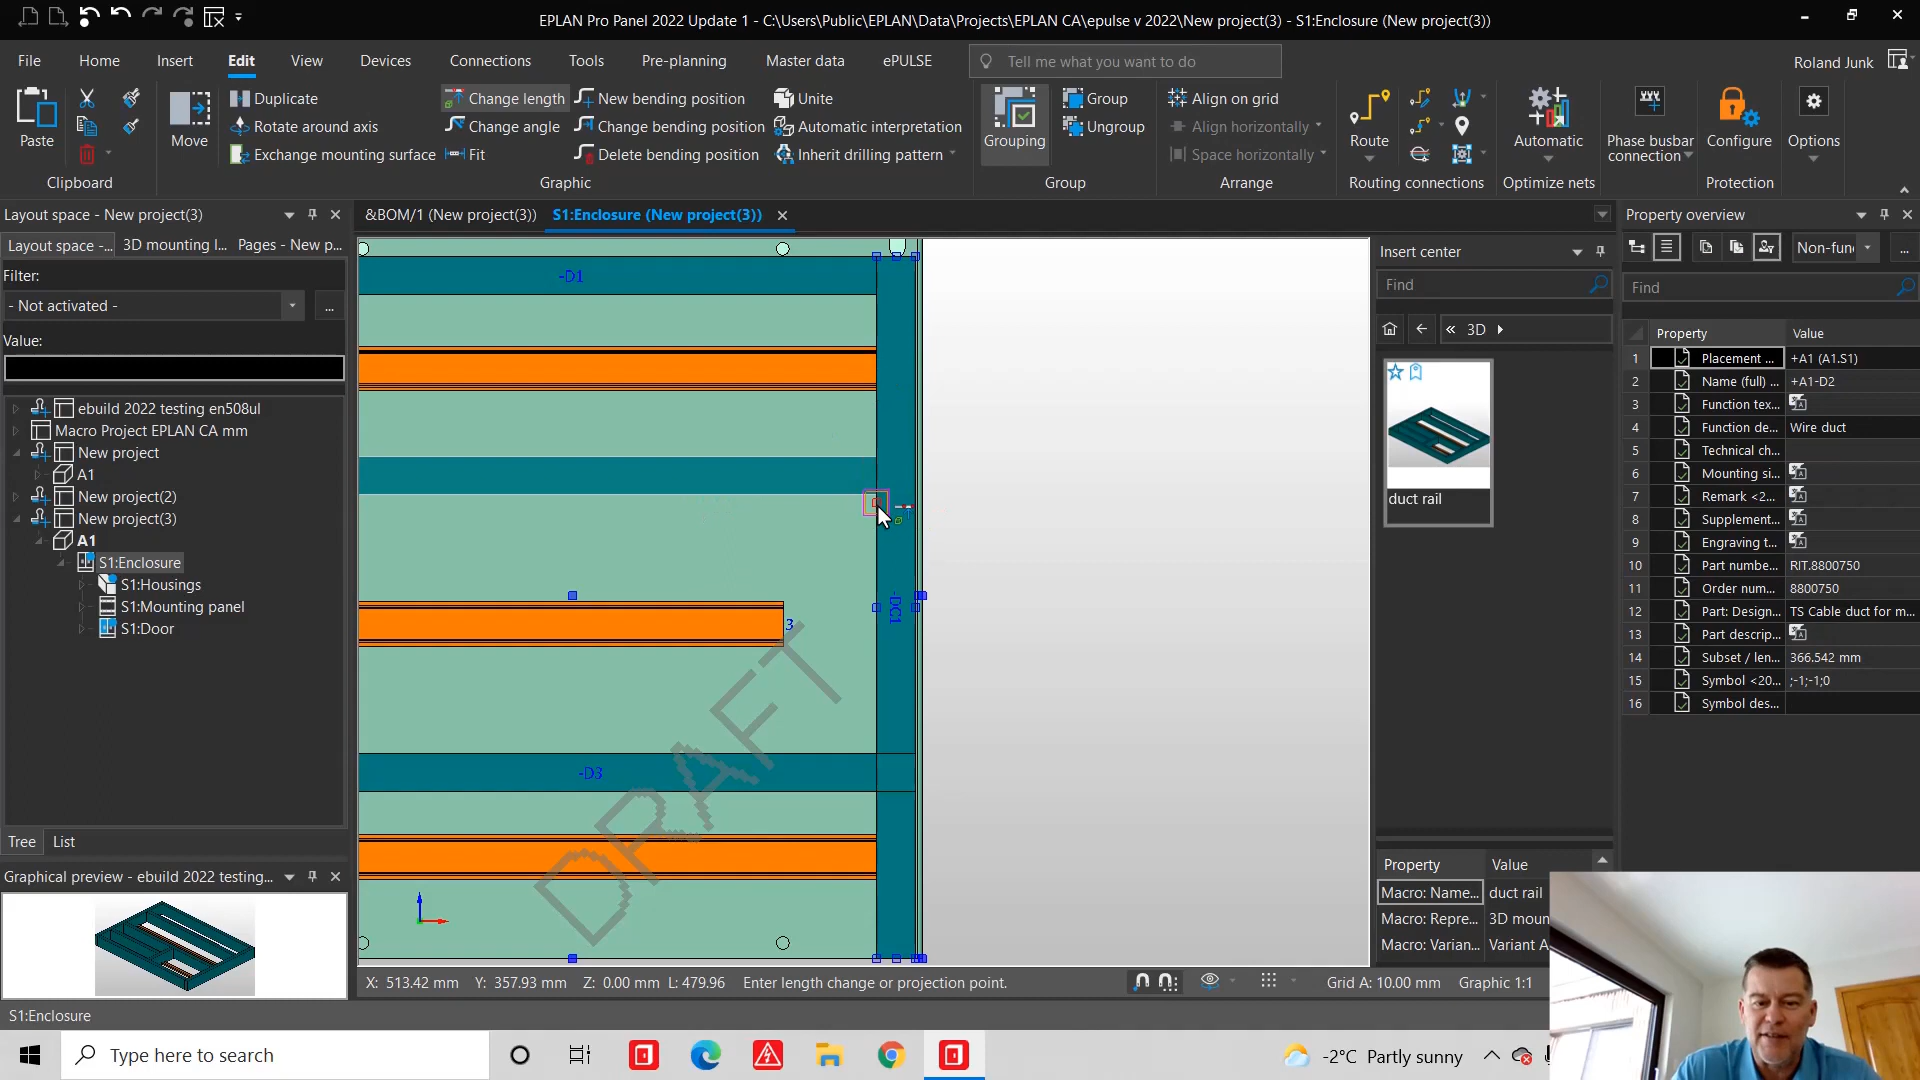 EPLAN Pro Panel 2022 Update 1 - C:\Users\Public\EPLAN\Data\Projects\EPLAN CA\epulse v 2022\New project(3) - S1:Enclosure (New project(3))
File Home Insert Edit View Devices Connections Tools Pre-planning Master data ePULSE Tell me what you want to do Roland Junk
Paste
Move
Duplicate
Rotate around axis
Exchange mounting surface
Change length
Change angle
Fit
New bending position
Change bending position
Delete bending position
Unite
Automatic interpretation
Inherit drilling pattern
Grouping
Group
Ungroup
Align on grid
Align horizontally
Space horizontally
Route
Automatic
Phase busbar
connection
Configure
Options
Clipboard Graphic Group Arrange Routing connections Optimize nets Protection
Layout space - New project(3)
Layout space -... 3D mounting l... Pages - New p...
Filter:
- Not activated -
...
Value:
ebuild 2022 testing en508ul
Macro Project EPLAN CA mm
New project
A1
New project(2)
New project(3)
A1
S1:Enclosure
S1:Housings
S1:Mounting panel
S1:Door
Tree List
Graphical preview - ebuild 2022 testing...
&BOM/1 (New project(3)) S1:Enclosure (New project(3))
-D1
-DC1
3
-D3
DRAFT
X: 513.42 mm Y: 357.93 mm Z: 0.00 mm L: 479.96 Enter length change or projection point. Grid A: 10.00 mm Graphic 1:1
Insert center
Find
« 3D
duct rail
Property Value
Macro: Name... duct rail
Macro: Repre... 3D moun
Macro: Varian... Variant A
Property overview
Non-fun
...
Find
Property Value
1 Placement ... +A1 (A1.S1)
2 Name (full) ... +A1-D2
3 Function tex...
4 Function de... Wire duct
5 Technical ch...
6 Mounting si...
7 Remark <2...
8 Supplement...
9 Engraving t...
10 Part numbe... RIT.8800750
11 Order num... 8800750
12 Part: Design... TS Cable duct for m...
13 Part descrip...
14 Subset / len... 366.542 mm
15 Symbol <20... ;-1;-1;0
16 Symbol des...
S1:Enclosure
Type here to search
-2°C Partly sunny